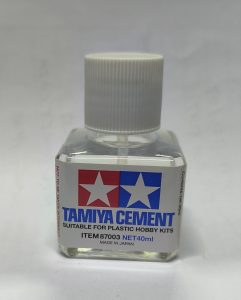 TAMIYA CEMENT
SUITABLE FOR PLASTIC HOBBY KITS
ITEM 87003 NET 40ml
MADE IN JAPAN